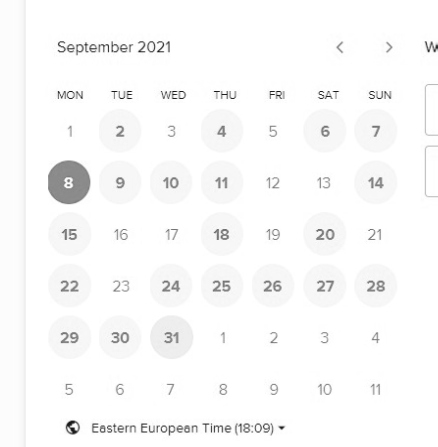 September 2021 W
MON TUE WED THU FRI SAT SUN
1 2 3 4 5 6 7
8 9 10 11 12 13 14
15 16 17 18 19 20 21
22 23 24 25 26 27 28
29 30 31 1 2 3 4
5 6 7 8 9 10 11
Eastern European Time (18:09)